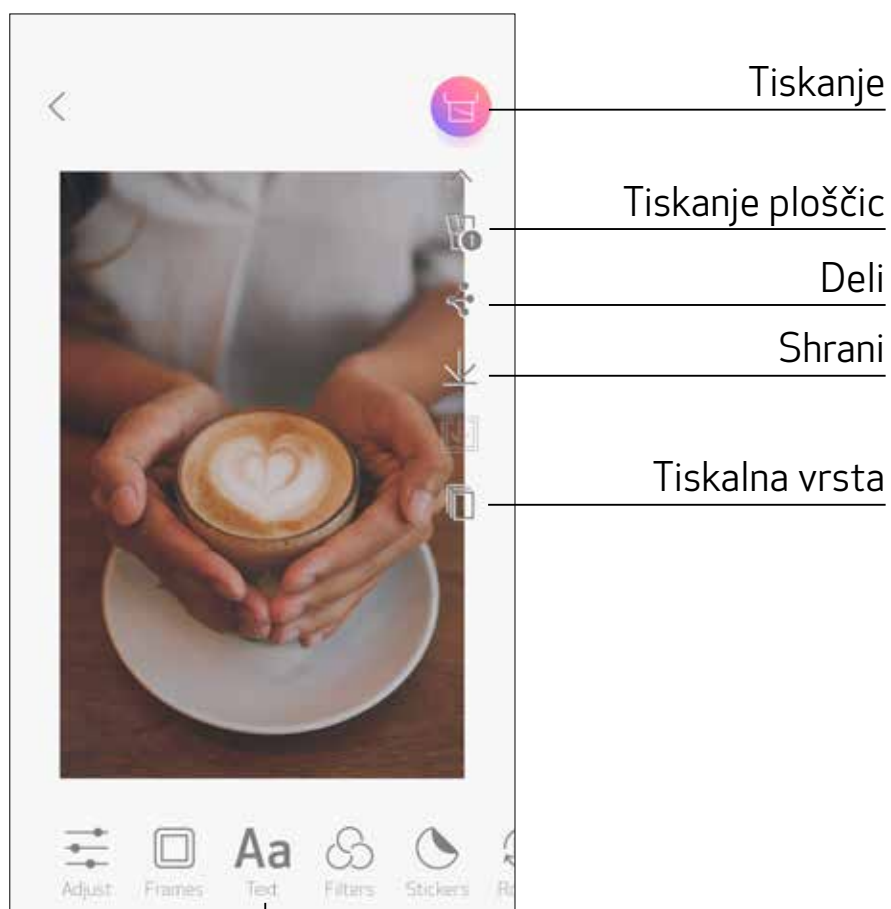 Tiskanje
Tiskanje ploščic
Deli
Shrani
Tiskalna vrsta
Aa
Adjust Frames Text Filters Stickers